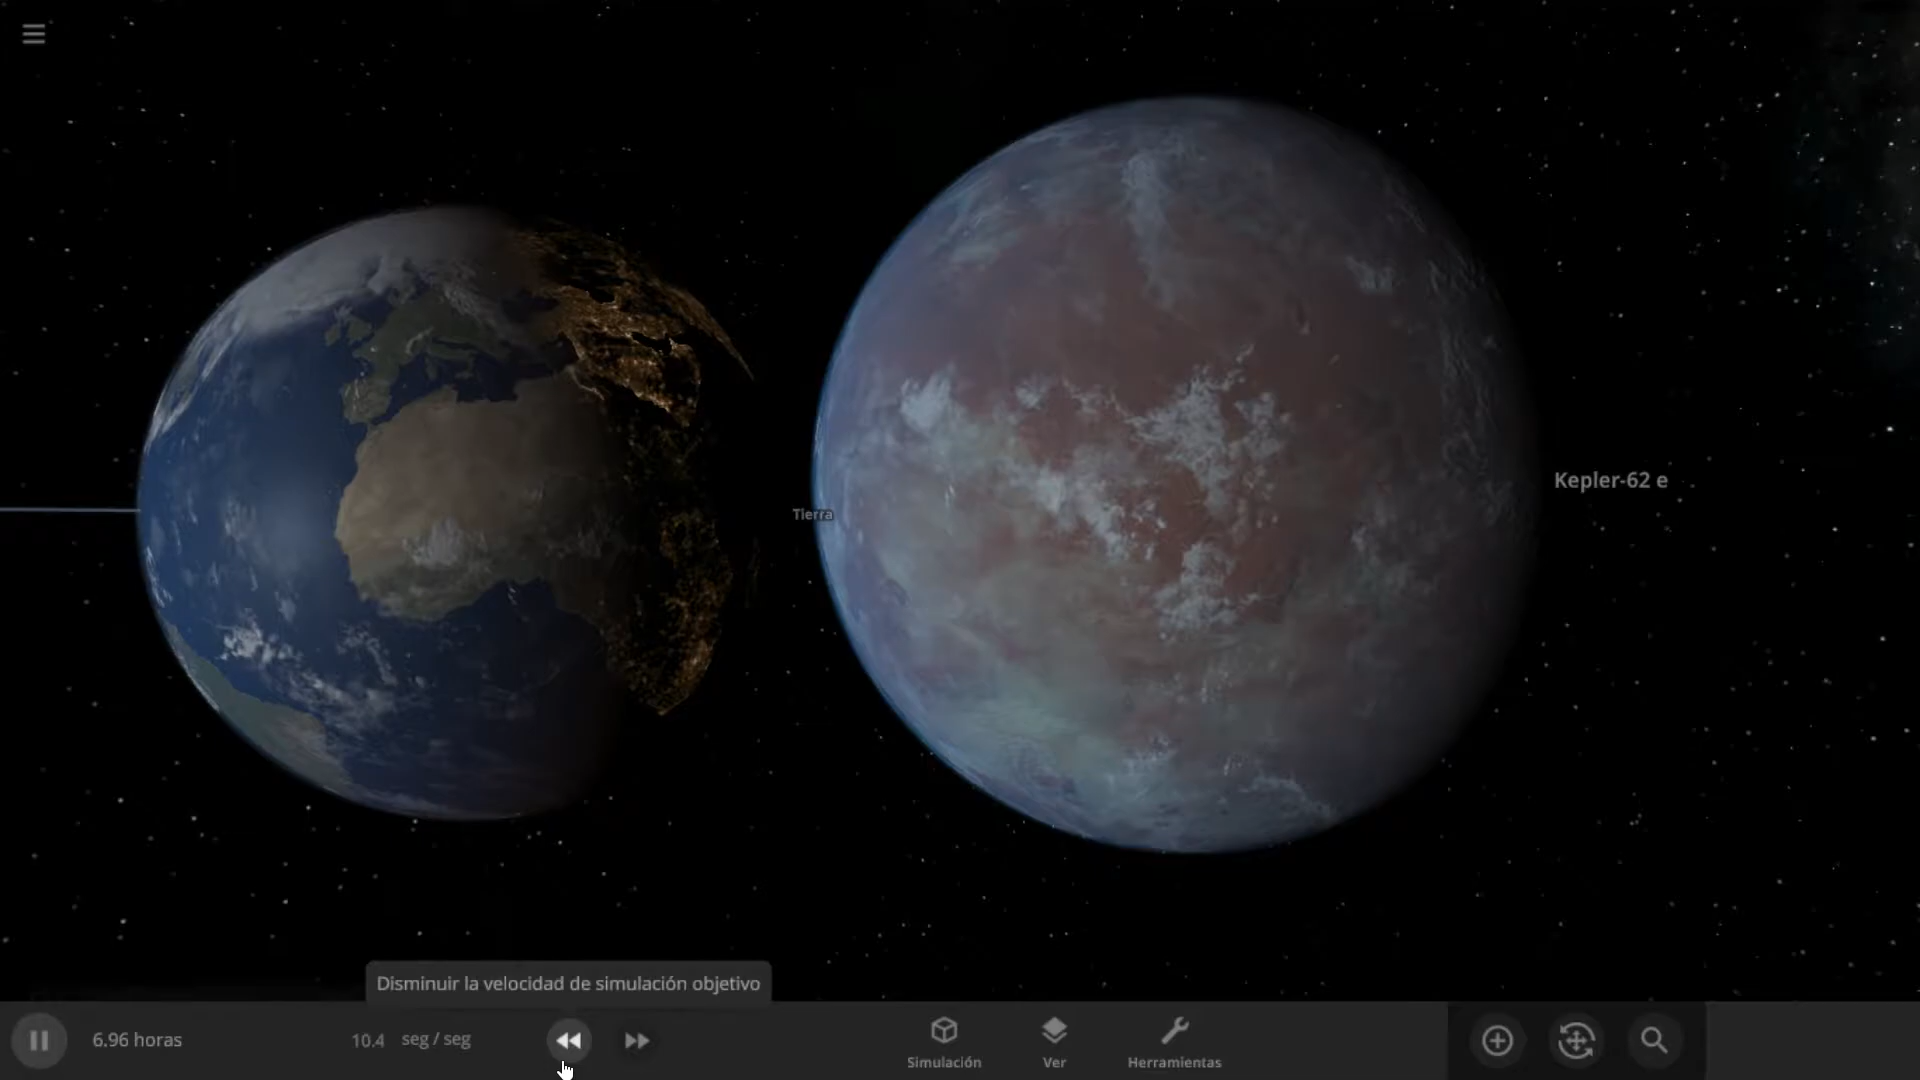 Kepler-62 e
Tierra
Disminuir la velocidad de simulación objetivo
6.96 horas
10.4 seg / seg
Simulación
Ver
Herramientas